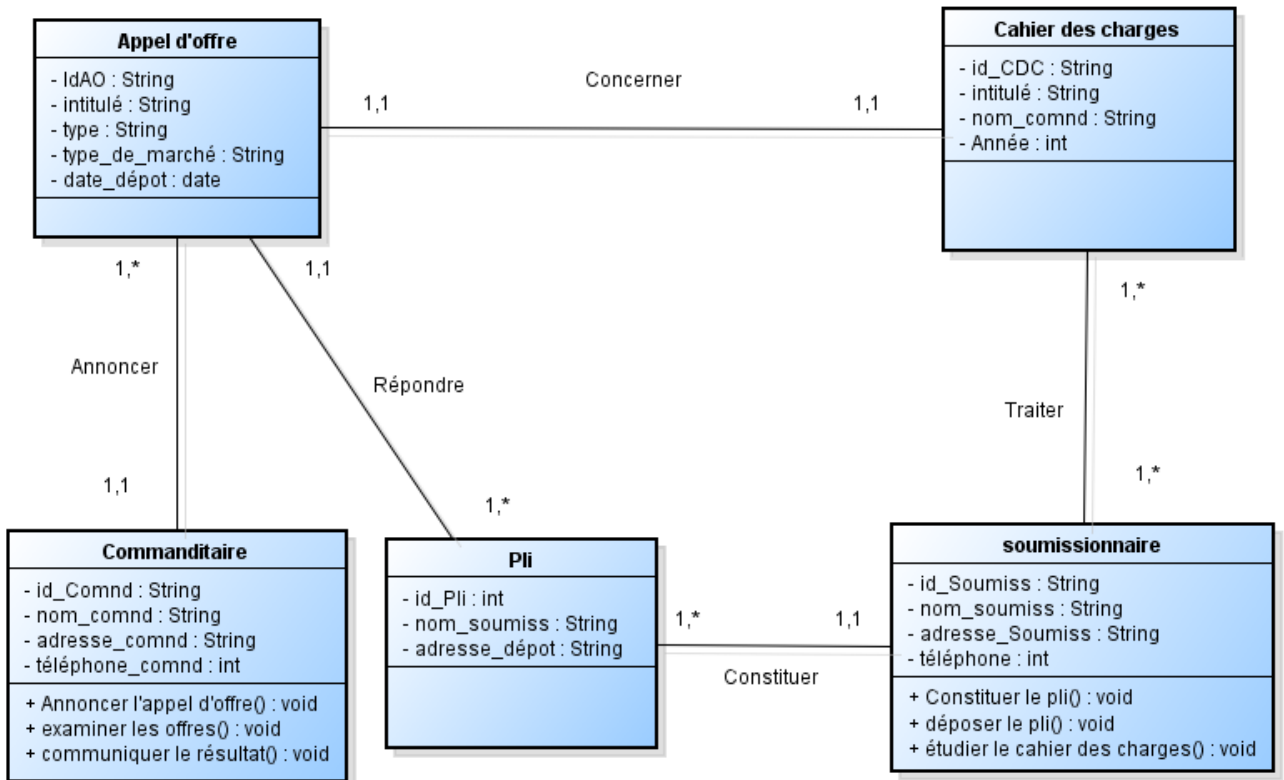 Appel d'offre
- IdAO : String
- intitulé : String
- type : String
- type_de_marché : String
- date_dépot : date
Cahier des charges
- id_CDC : String
- intitulé : String
- nom_comnd : String
- Année : int
Concerner
1,1
1,1
1,*
1,1
1,*
Annoncer
Répondre
Traiter
1,1
1,*
1,*
Commanditaire
- id_Comnd : String
- nom_comnd : String
- adresse_comnd : String
- téléphone_comnd : int
+ Annoncer l'appel d'offre() : void
+ examiner les offres() : void
+ communiquer le résultat() : void
Pli
- id_Pli : int
- nom_soumiss : String
- adresse_dépot : String
1,*
1,1
Constituer
soumissionnaire
- id_Soumiss : String
- nom_soumiss : String
- adresse_Soumiss : String
- téléphone : int
+ Constituer le pli() : void
+ déposer le pli() : void
+ étudier le cahier des charges() : void